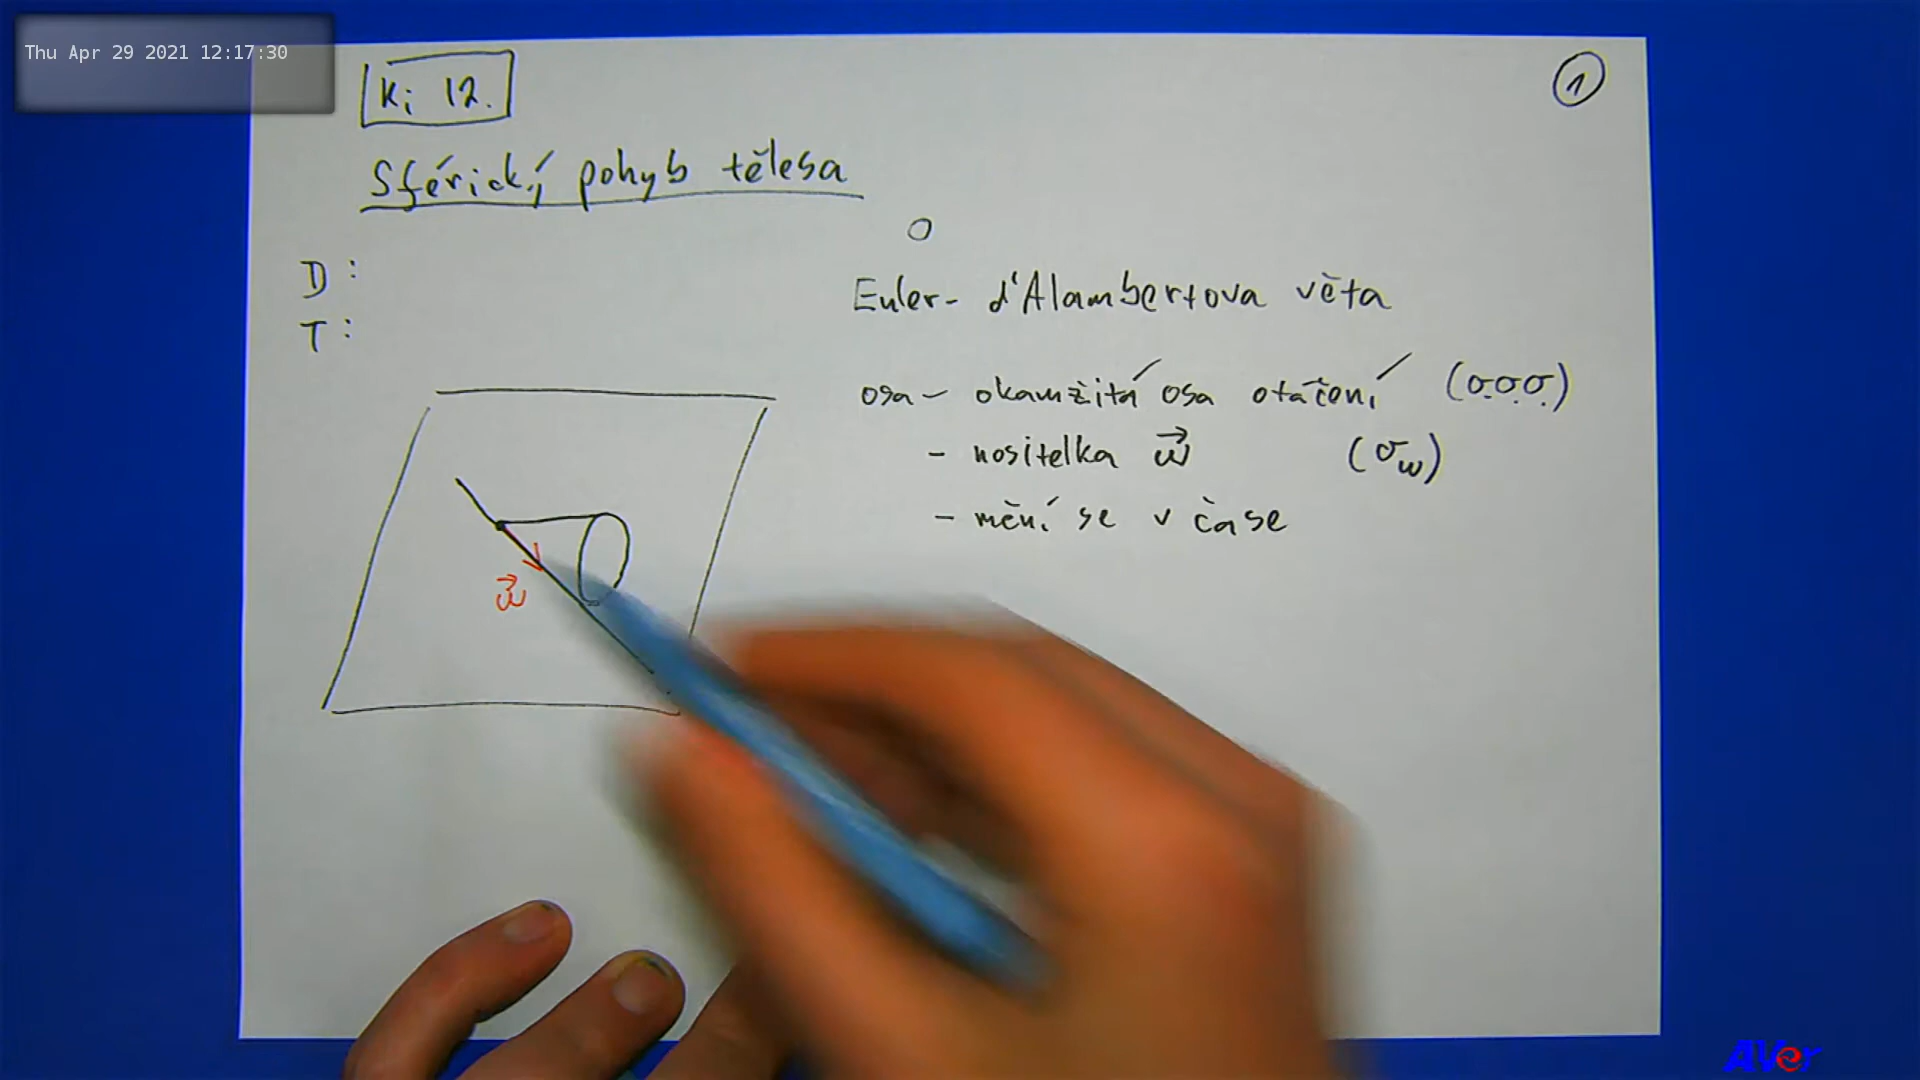 Thu Apr 29 2021 12:17:30
Ki 12.
1
Sférický pohyb tělesa
O
D:
T:
Euler- d'Alambertova věta
osa - okamžitá osa otáčení (σ.σ.σ.)
- nositelka ω⃗ (σω)
- mění se v čase
ω⃗
AVer